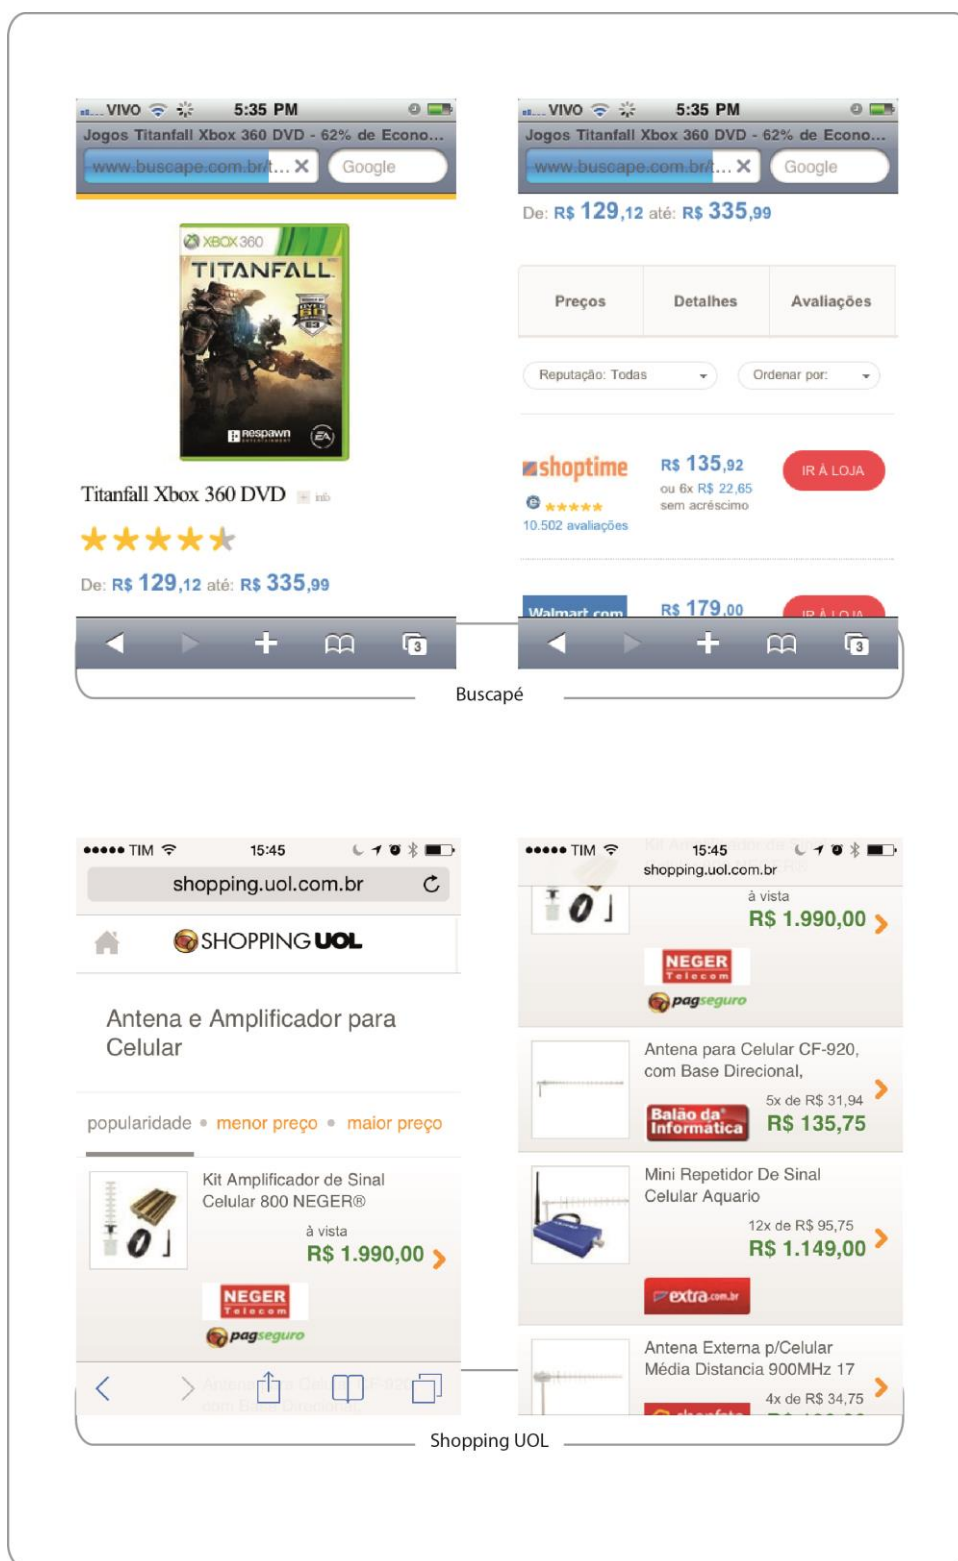 VIVO 5:35 PM
Jogos Titanfall Xbox 360 DVD - 62% de Econo...
www.buscape.com.br/t... Google
XBOX 360
TITANFALL
RESPAWN
ENTERTAINMENT
EA
Titanfall Xbox 360 DVD + info
De: R$ 129,12 até: R$ 335,99
3
VIVO 5:35 PM
Jogos Titanfall Xbox 360 DVD - 62% de Econo...
www.buscape.com.br/t... Google
De: R$ 129,12 até: R$ 335,99
Preços Detalhes Avaliações
Reputação: Todas Ordenar por:
shoptime R$ 135,92 IR À LOJA
ou 6x R$ 22,65
sem acréscimo
e
10.502 avaliações
Walmart.com R$ 179,00 IR À LOJA
3
Buscapé
TIM 15:45
shopping.uol.com.br
SHOPPING UOL
Antena e Amplificador para
Celular
popularidade • menor preço • maior preço
Kit Amplificador de Sinal
Celular 800 NEGER®
à vista
R$ 1.990,00
NEGER
Telecom
pagseguro
TIM 15:45
shopping.uol.com.br
à vista
R$ 1.990,00
NEGER
Telecom
pagseguro
Antena para Celular CF-920,
com Base Direcional,
5x de R$ 31,94
Balão da
Informática
R$ 135,75
Mini Repetidor De Sinal
Celular Aquario
12x de R$ 95,75
R$ 1.149,00
extra.com.br
Antena Externa p/Celular
Média Distancia 900MHz 17
4x de R$ 34,75
Shopping UOL